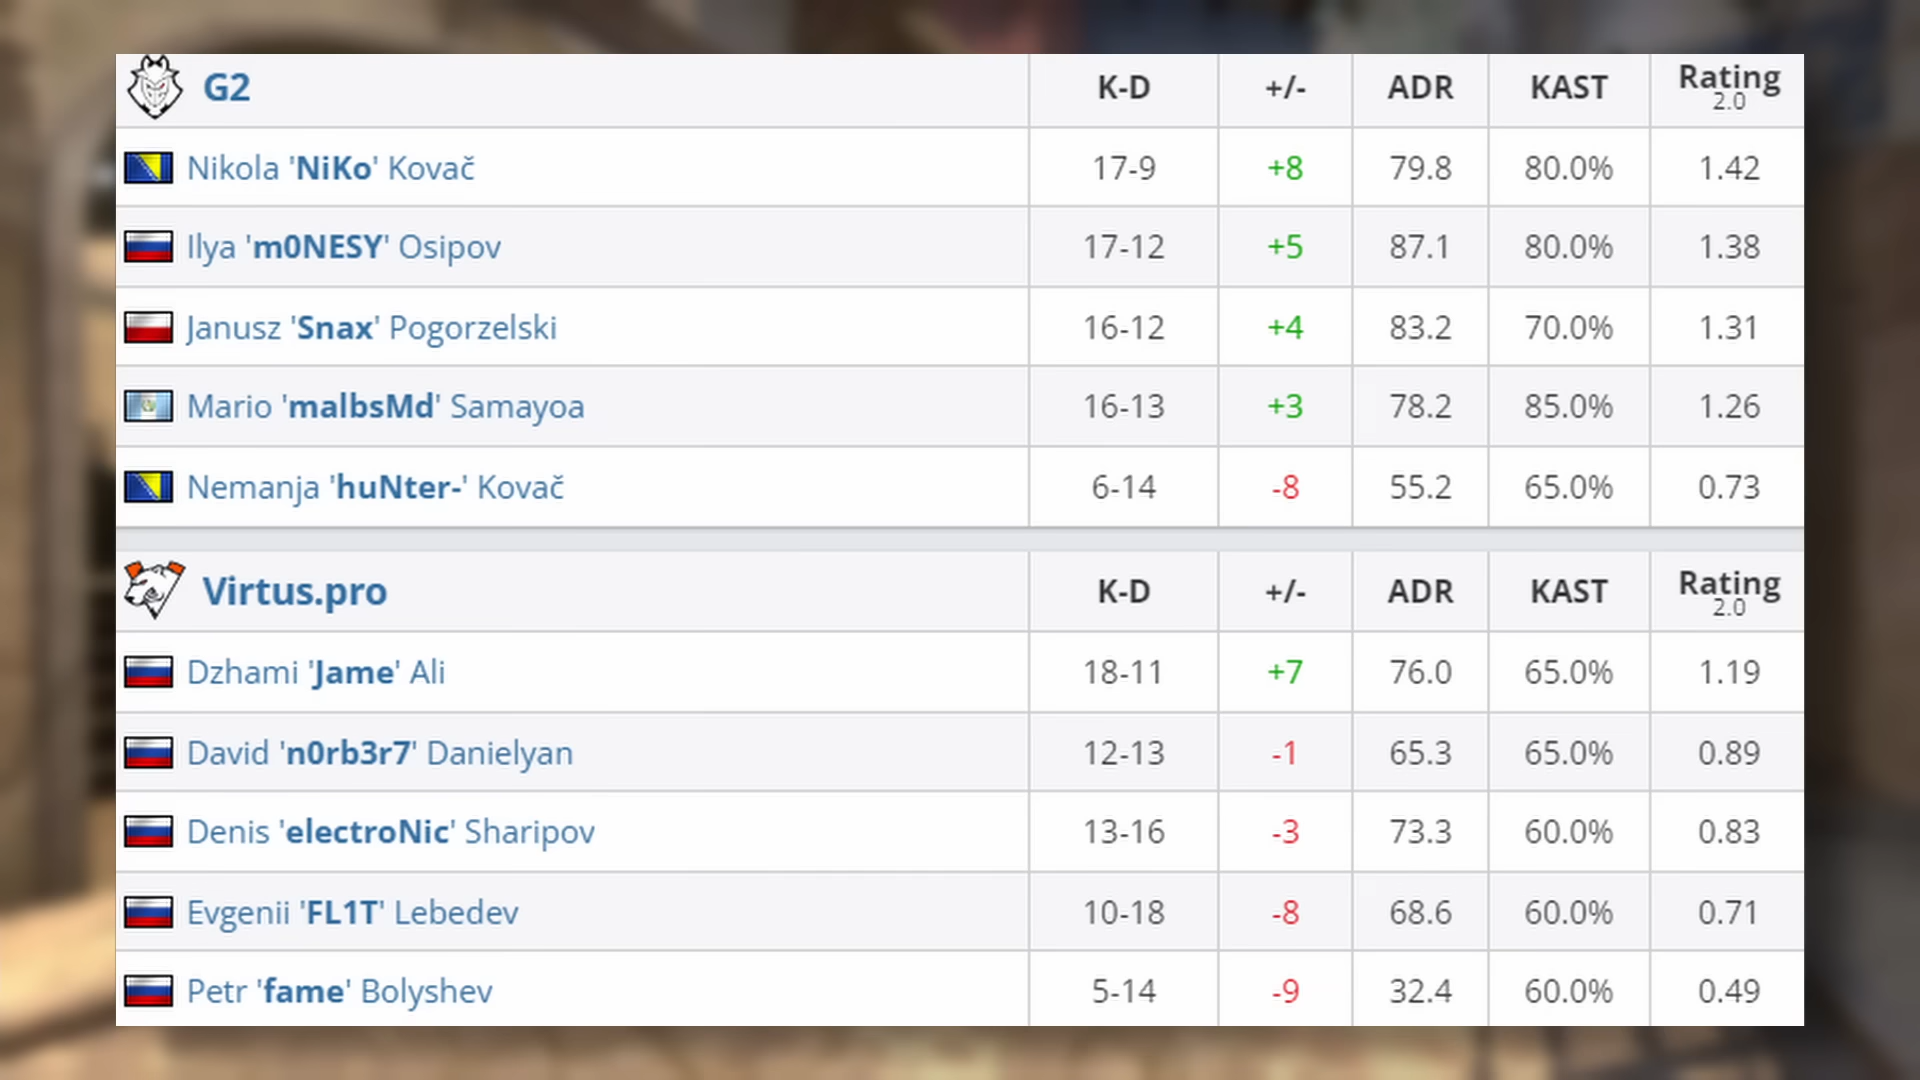 G2 K-D +/- ADR KAST Rating 2.0
Nikola 'NiKo' Kovač 17-9 +8 79.8 80.0% 1.42
Ilya 'm0NESY' Osipov 17-12 +5 87.1 80.0% 1.38
Janusz 'Snax' Pogorzelski 16-12 +4 83.2 70.0% 1.31
Mario 'malbsMd' Samayoa 16-13 +3 78.2 85.0% 1.26
Nemanja 'huNter-' Kovač 6-14 -8 55.2 65.0% 0.73
Virtus.pro K-D +/- ADR KAST Rating 2.0
Dzhami 'Jame' Ali 18-11 +7 76.0 65.0% 1.19
David 'n0rb3r7' Danielyan 12-13 -1 65.3 65.0% 0.89
Denis 'electroNic' Sharipov 13-16 -3 73.3 60.0% 0.83
Evgenii 'FL1T' Lebedev 10-18 -8 68.6 60.0% 0.71
Petr 'fame' Bolyshev 5-14 -9 32.4 60.0% 0.49